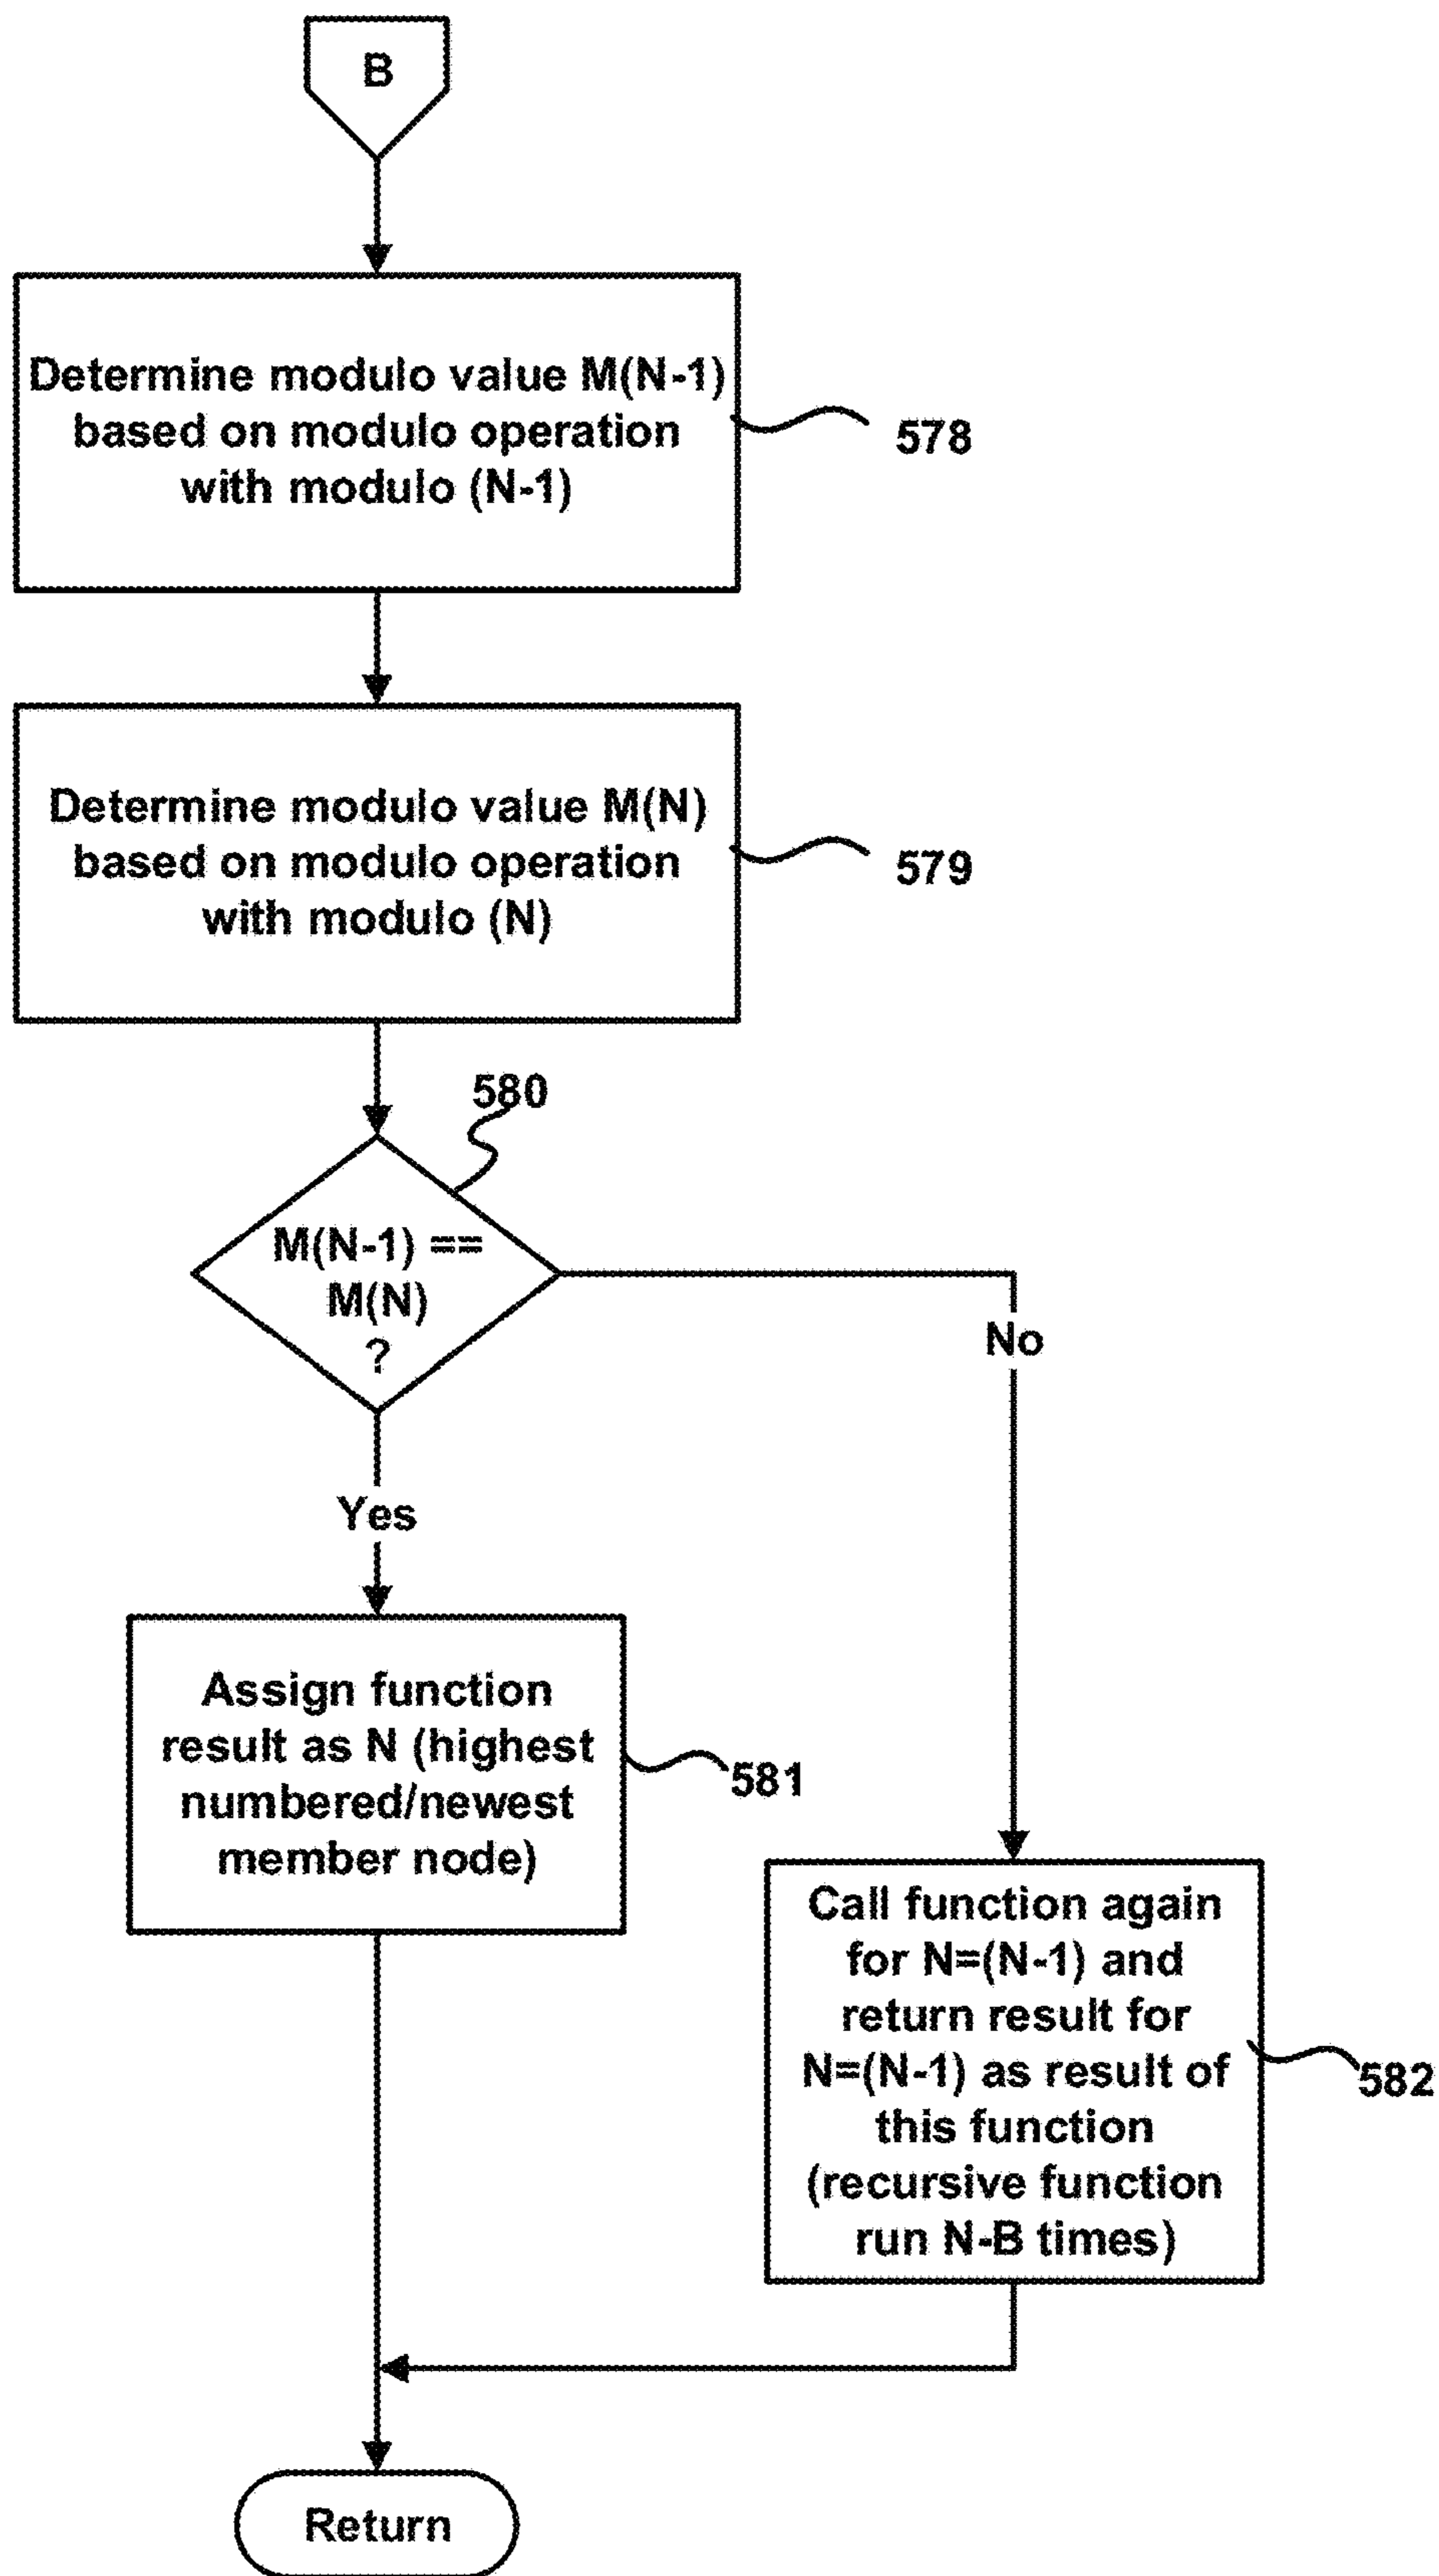 B
Determine modulo value M(N-1)
based on modulo operation
with modulo (N-1)
578
Determine modulo value M(N)
based on modulo operation
with modulo (N)
579
580
M(N-1) ==
M(N)
?
No
Yes
Assign function
result as N (highest
numbered/newest
member node)
581
Call function again
for N=(N-1) and
return result for
N=(N-1) as result of
this function
(recursive function
run N-B times)
582
Return